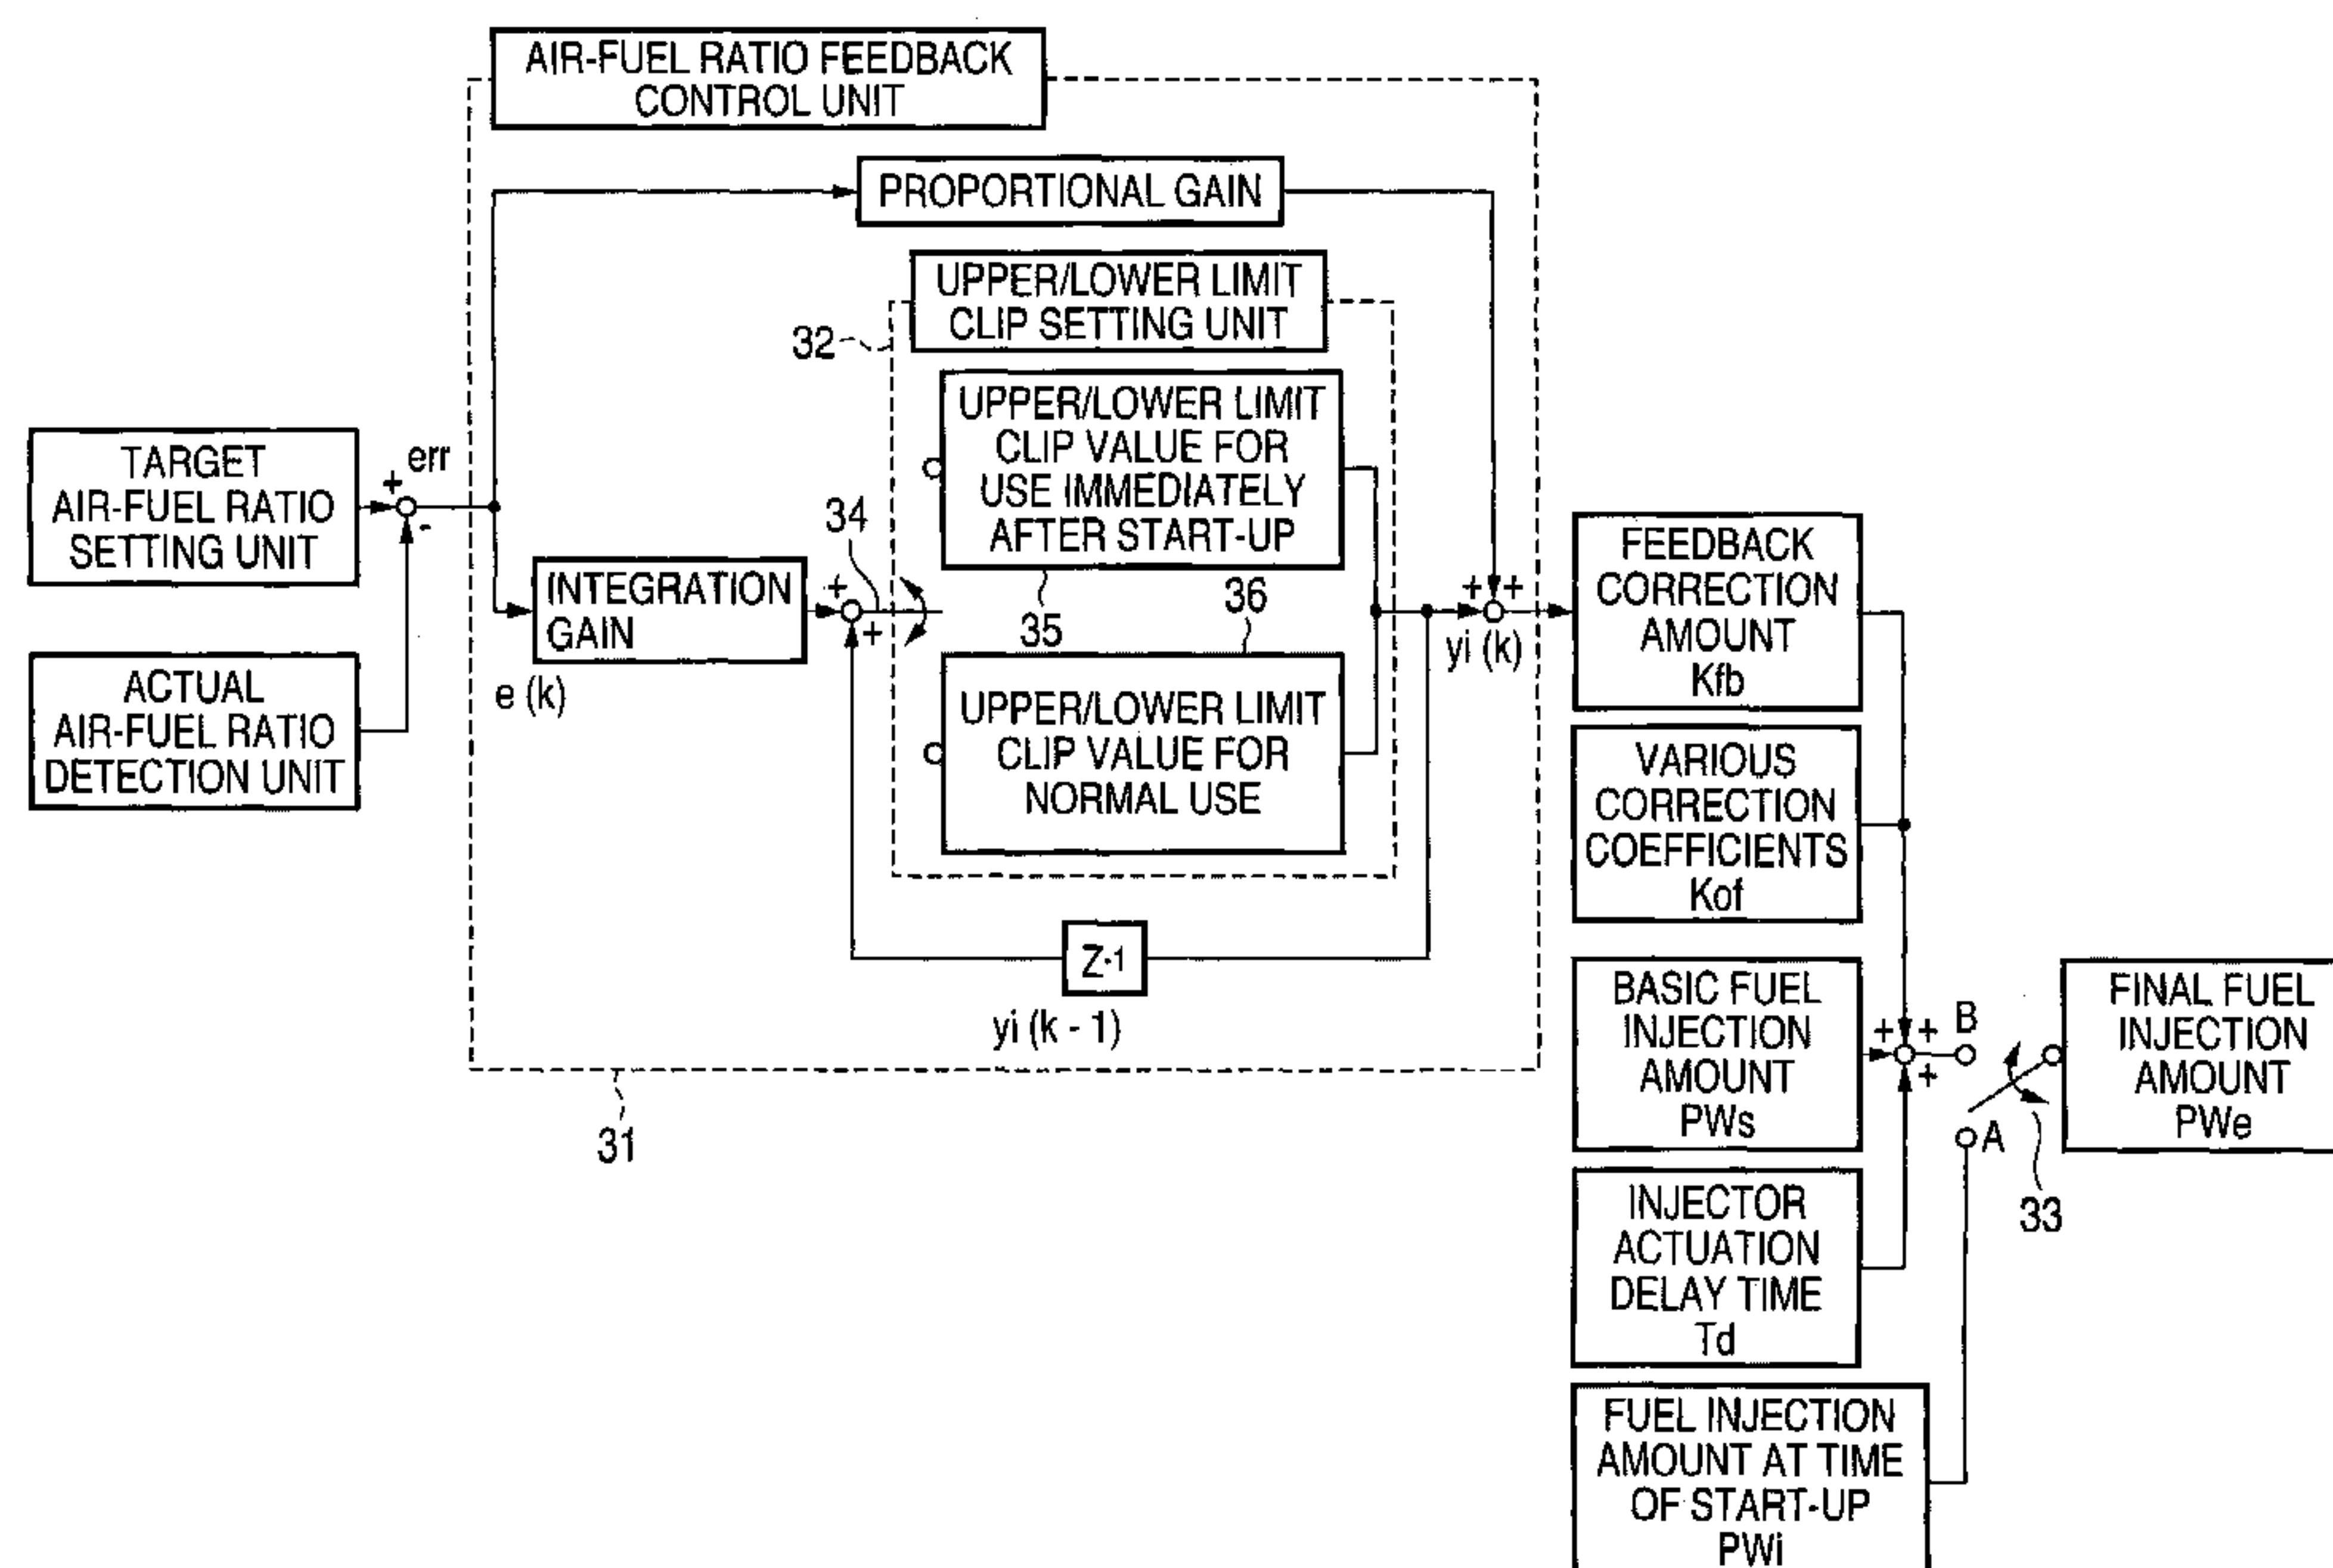 AIR-FUEL RATIO FEEDBACK
CONTROL UNIT
PROPORTIONAL GAIN
UPPER/LOWER LIMIT
CLIP SETTING UNIT
32
UPPER/LOWER LIMIT
CLIP VALUE FOR
USE IMMEDIATELY
AFTER START-UP
35
TARGET
AIR-FUEL RATIO
SETTING UNIT
+
err
-
ACTUAL
AIR-FUEL RATIO
DETECTION UNIT
INTEGRATION
GAIN
e (k)
+
+
34
36
UPPER/LOWER LIMIT
CLIP VALUE FOR
NORMAL USE
Z-1
yi (k - 1)
31
+ +
yi (k)
FEEDBACK
CORRECTION
AMOUNT
Kfb
VARIOUS
CORRECTION
COEFFICIENTS
Kof
BASIC FUEL
INJECTION
AMOUNT
PWs
+ +
+
B
A
33
FINAL FUEL
INJECTION
AMOUNT
PWe
INJECTOR
ACTUATION
DELAY TIME
Td
FUEL INJECTION
AMOUNT AT TIME
OF START-UP
PWi